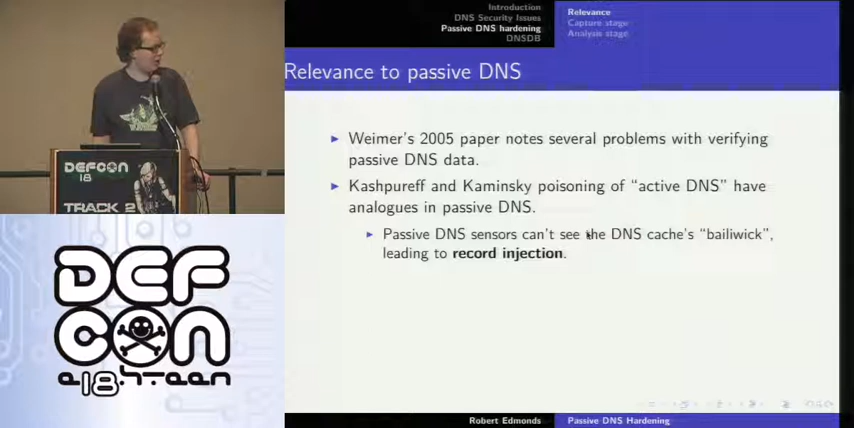 Introduction
DNS Security Issues
Passive DNS hardening
DNSDB
Relevance
Capture stage
Analysis stage
Relevance to passive DNS
Weimer's 2005 paper notes several problems with verifying
passive DNS data.
Kashpureff and Kaminsky poisoning of “active DNS” have
analogues in passive DNS.
Passive DNS sensors can't see the DNS cache's “bailiwick”,
leading to record injection.
DEFCON
18
TRACK 2
DEF
CON
18
Robert Edmonds
Passive DNS Hardening